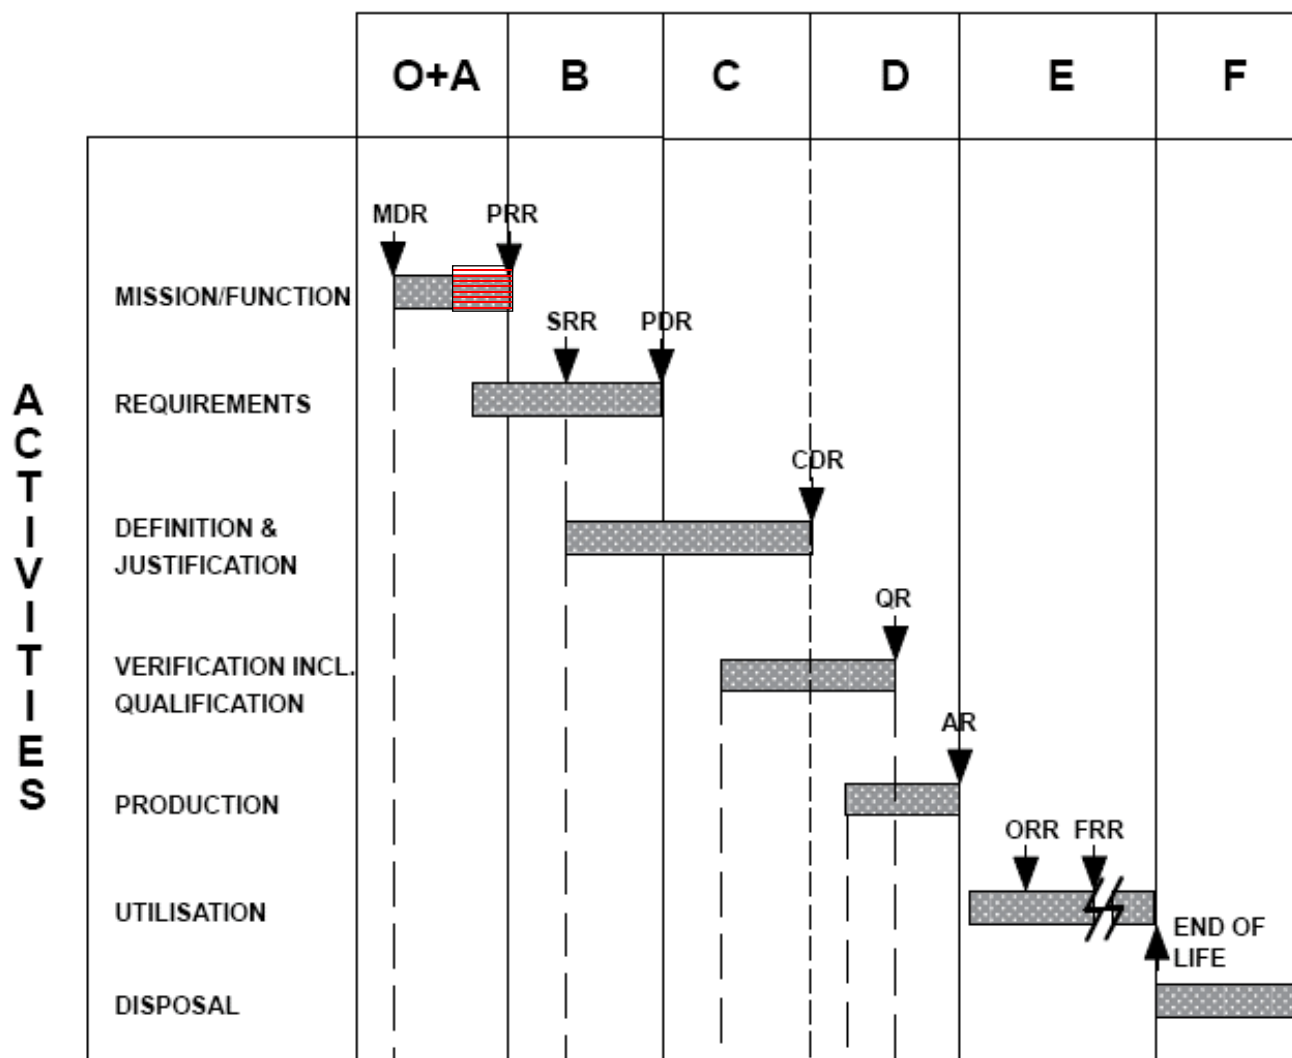 O+A B C D E F
MDR PRR
MISSION/FUNCTION
SRR PDR
REQUIREMENTS
CDR
DEFINITION &
JUSTIFICATION
QR
VERIFICATION INCL.
QUALIFICATION
AR
PRODUCTION
ORR FRR
UTILISATION
END OF
LIFE
DISPOSAL
ACTIVITIES